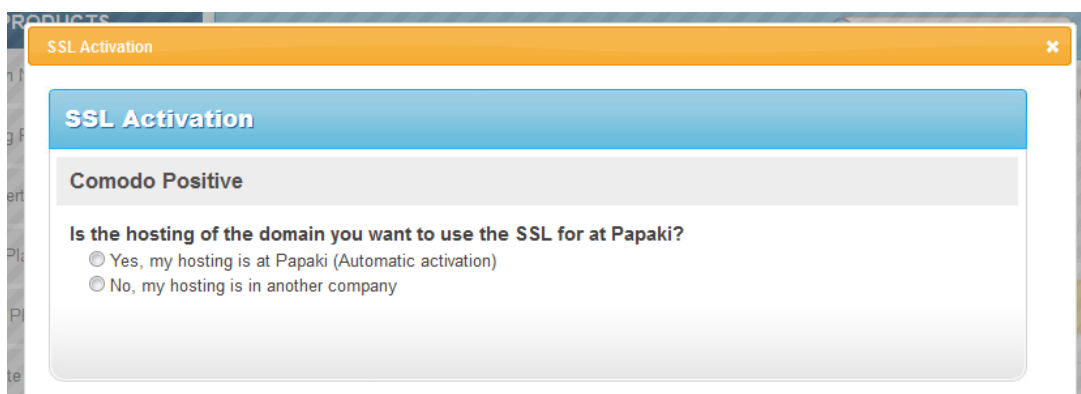 PRODUCTS
SSL Activation
SSL Activation
Comodo Positive
Is the hosting of the domain you want to use the SSL for at Papaki?
Yes, my hosting is at Papaki (Automatic activation)
No, my hosting is in another company